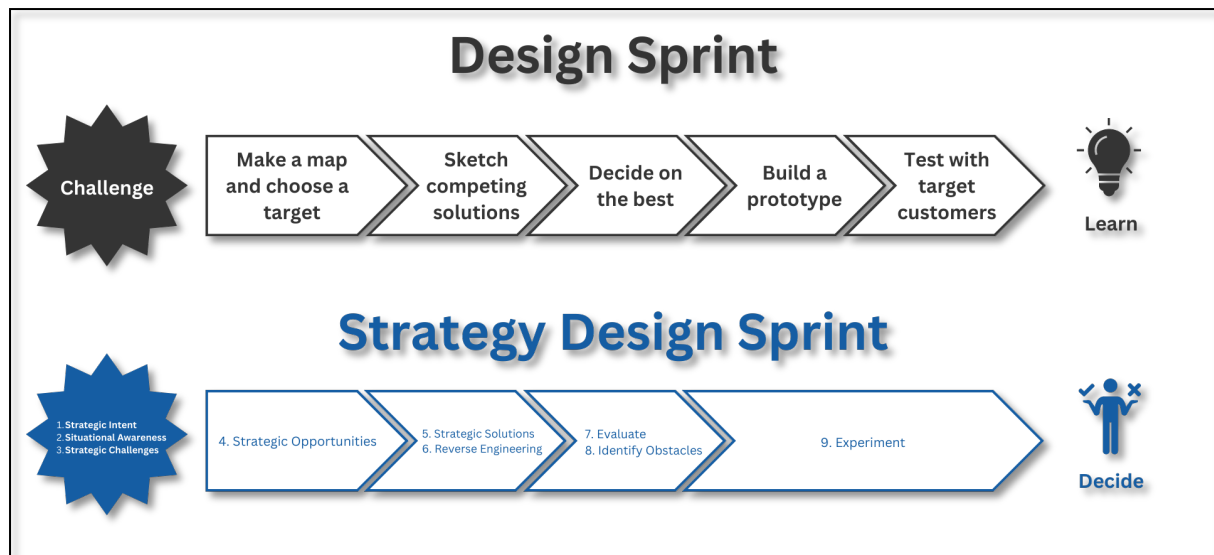 Design Sprint
Challenge
Make a map
and choose a
target
Sketch
competing
solutions
Decide on
the best
Build a
prototype
Test with
target
customers
Learn
Strategy Design Sprint
1. Strategic Intent
2. Situational Awareness
3. Strategic Challenges
4. Strategic Opportunities
5. Strategic Solutions
6. Reverse Engineering
7. Evaluate
8. Identify Obstacles
9. Experiment
Decide